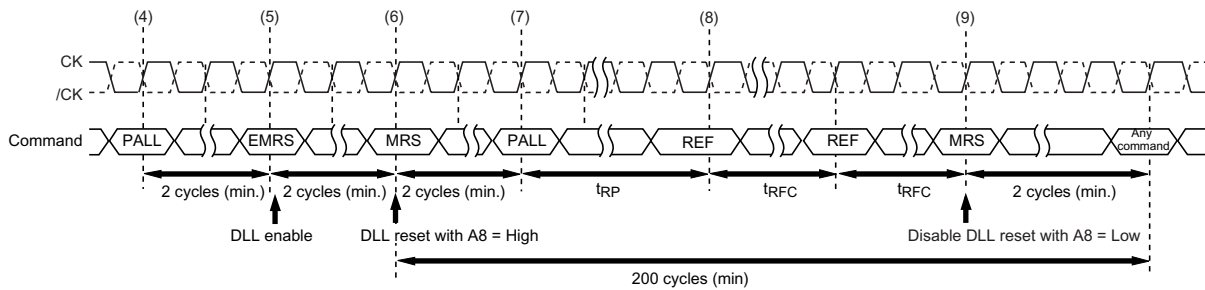 (4) (5) (6) (7) (8) (9)
CK
/CK
Command PALL EMRS MRS PALL REF REF MRS Any command
2 cycles (min.) 2 cycles (min.) 2 cycles (min.) tRP tRFC tRFC 2 cycles (min.)
DLL enable DLL reset with A8 = High Disable DLL reset with A8 = Low
200 cycles (min)